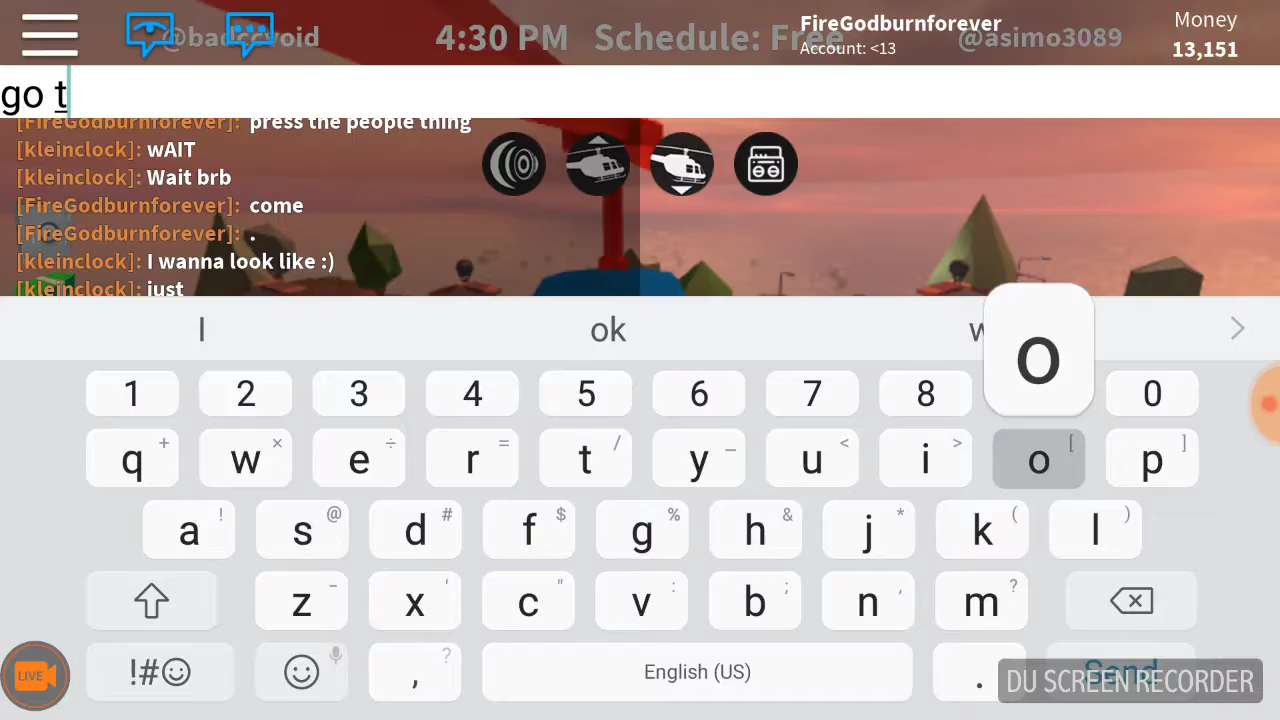 @badccvoid 4:30 PM Schedule: Free @asimo3089
FireGodburnforever
Account: <13
Money
13,151
go t
[FireGodburnforever]: press the people thing
[kleinclock]: wAIT
[kleinclock]: Wait brb
[FireGodburnforever]: come
[FireGodburnforever]: .
[kleinclock]: I wanna look like :)
[kleinclock]: just
I ok w
o
1 2 3 4 5 6 7 8 0
q + w × e ÷ r = t / y _ u < i > o [ p ]
a ! s @ d # f $ g % h & j * k ( l )
z - x ' c " v : b ; n , m ?
LIVE !# , ? English (US) . Send
DU SCREEN RECORDER